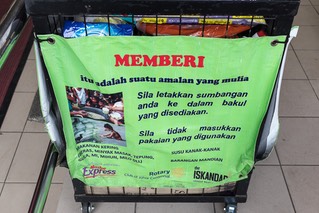 MEMBERI
itu adalah suatu amalan yang mulia
Sila letakkan sumbangan
anda ke dalam bakul
yang disediakan.
Sila tidak masukkan
pakaian yang digunakan
MAKANAN KERING
SUSU KANAK-KANAK
BARANGAN MANDIAN
Express
Rotary
ISKANDAR